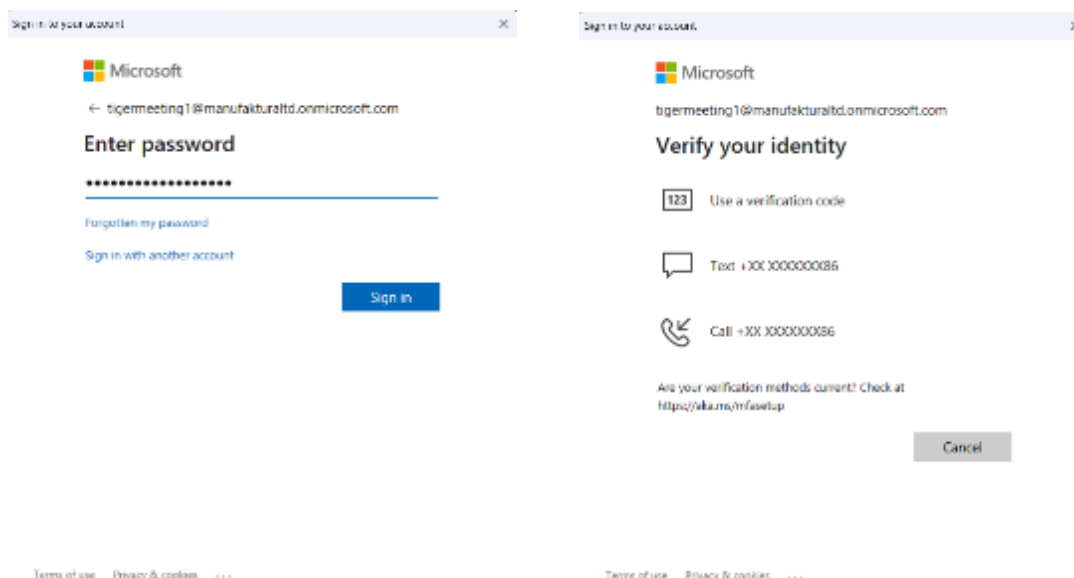 Sign in to your account
Microsoft
← tigermeeting1@manufakturaltd.onmicrosoft.com
Enter password
••••••••••••••••••
Forgotten my password
Sign in with another account
Sign in
Terms of use Privacy & cookies ...
Sign in to your account
Microsoft
tigermeeting1@manufakturaltd.onmicrosoft.com
Verify your identity
123 Use a verification code
Text +XX XXXXXXXX86
Call +XX XXXXXXXX86
Are your verification methods current? Check at
https://aka.ms/mfasetup
Cancel
Terms of use Privacy & cookies ...